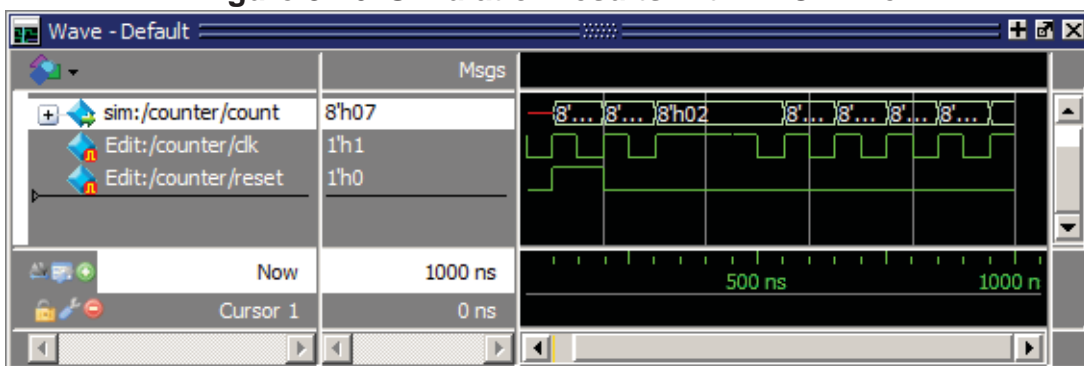 Wave - Default
Msgs
sim:/counter/count 8'h07 8'... 8'... 8'h02 8'... 8'... 8'... 8'...
Edit:/counter/clk 1'h1
Edit:/counter/reset 1'h0
Now 1000 ns 500 ns 1000 n
Cursor 1 0 ns